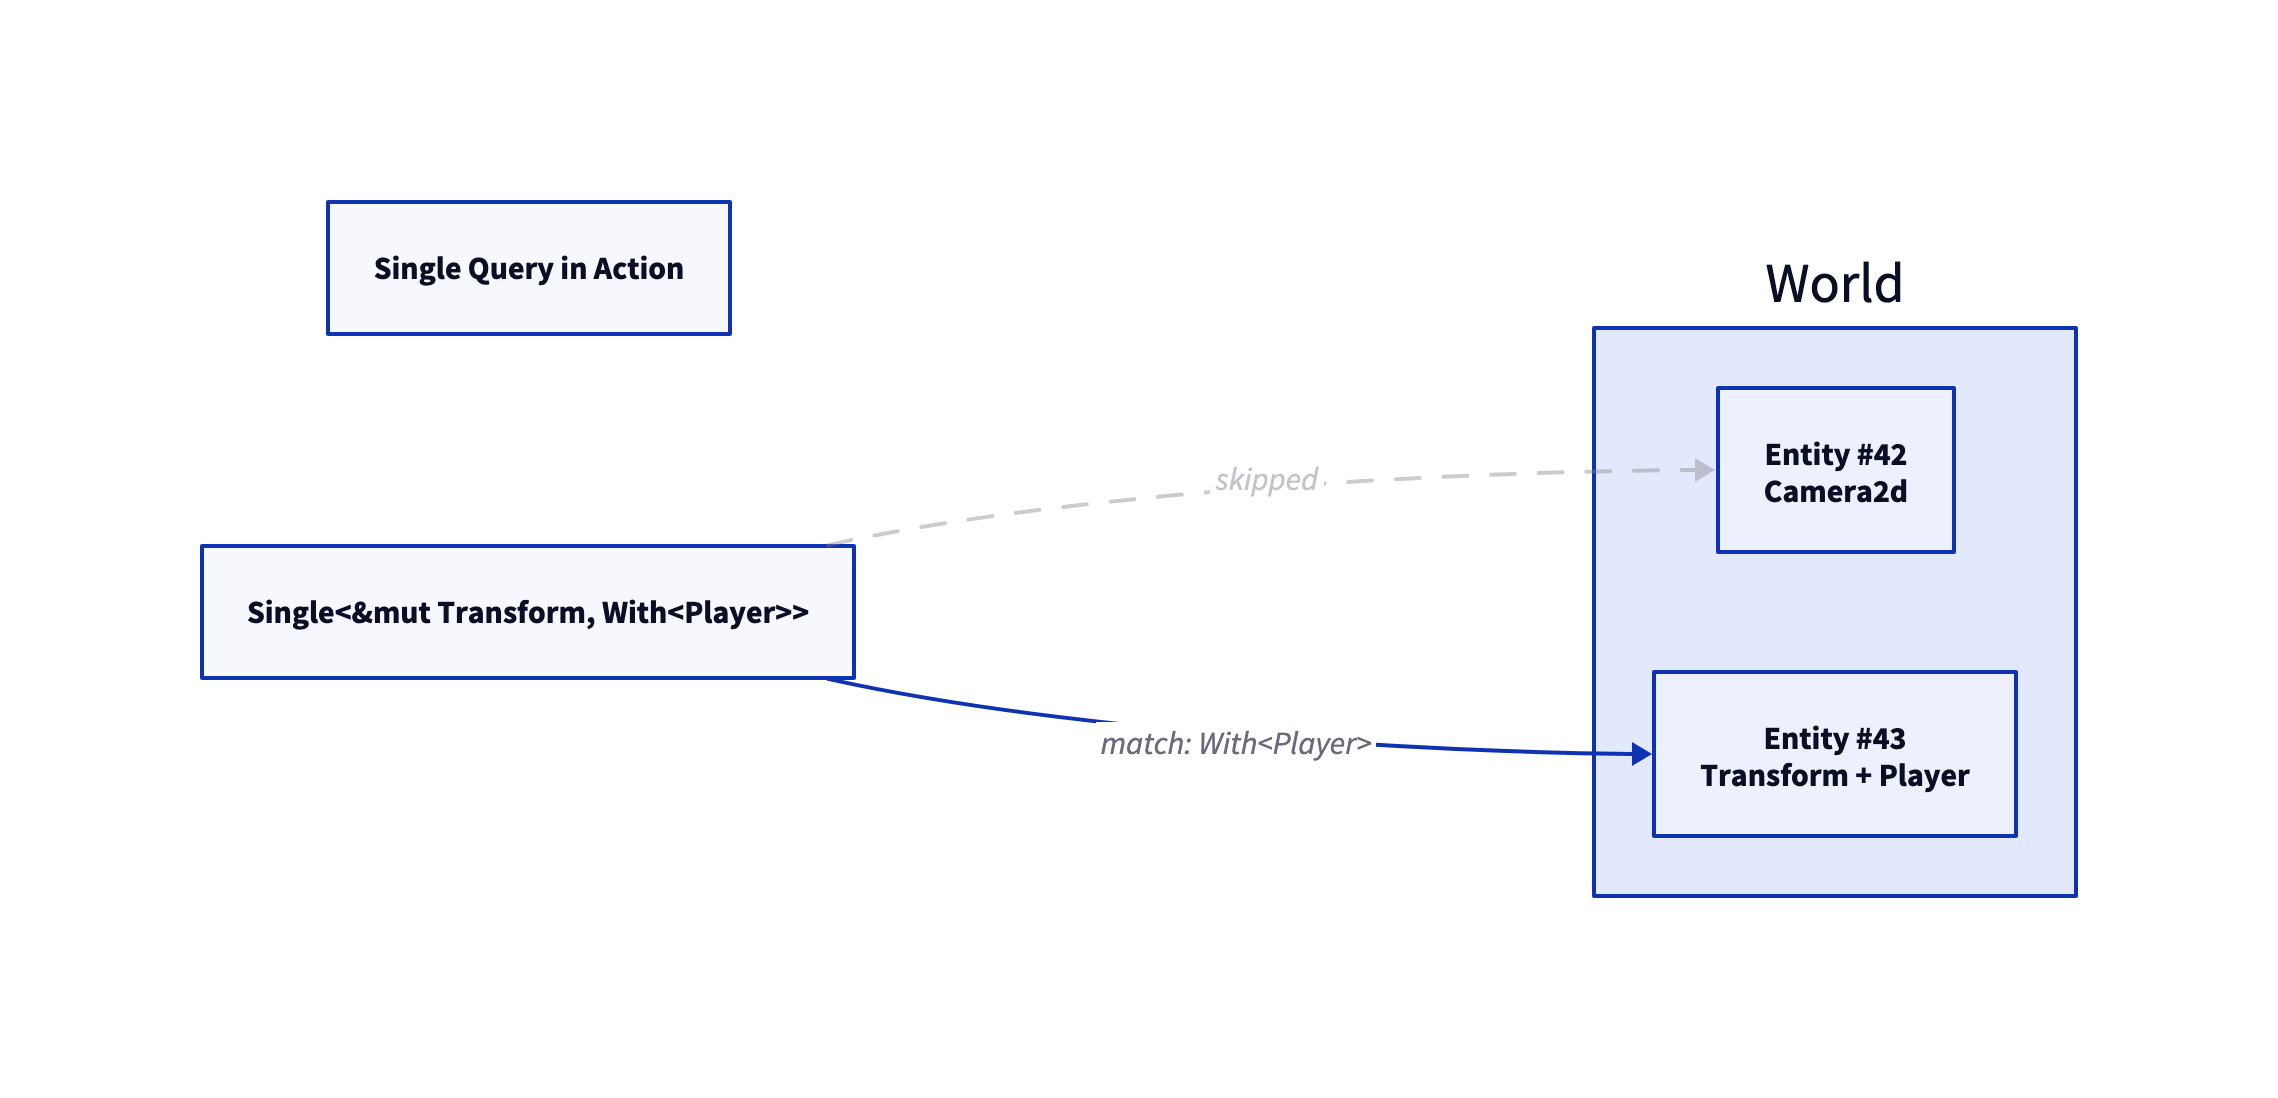 Single Query in Action
World
Entity #42
Camera2d
skipped
Single<&mut Transform, With<Player>>
match: With<Player>
Entity #43
Transform + Player